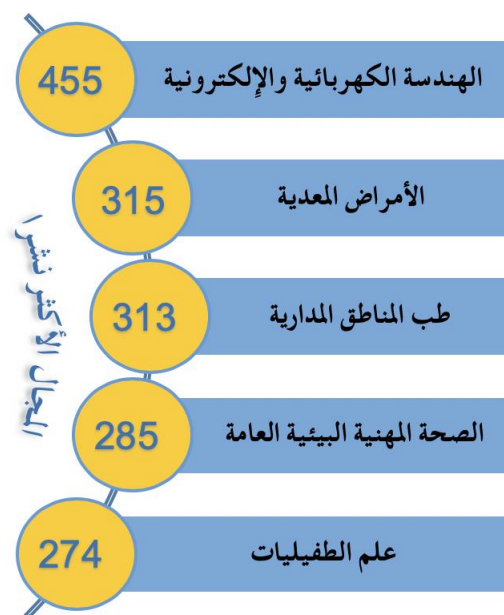 الهندسة الكهربائية والإلكترونية
455
الأمراض المعدية
315
طب المناطق المدارية
313
الصحة المهنية البيئية العامة
285
علم الطفيليات
274
المجال الأكثر نشرا